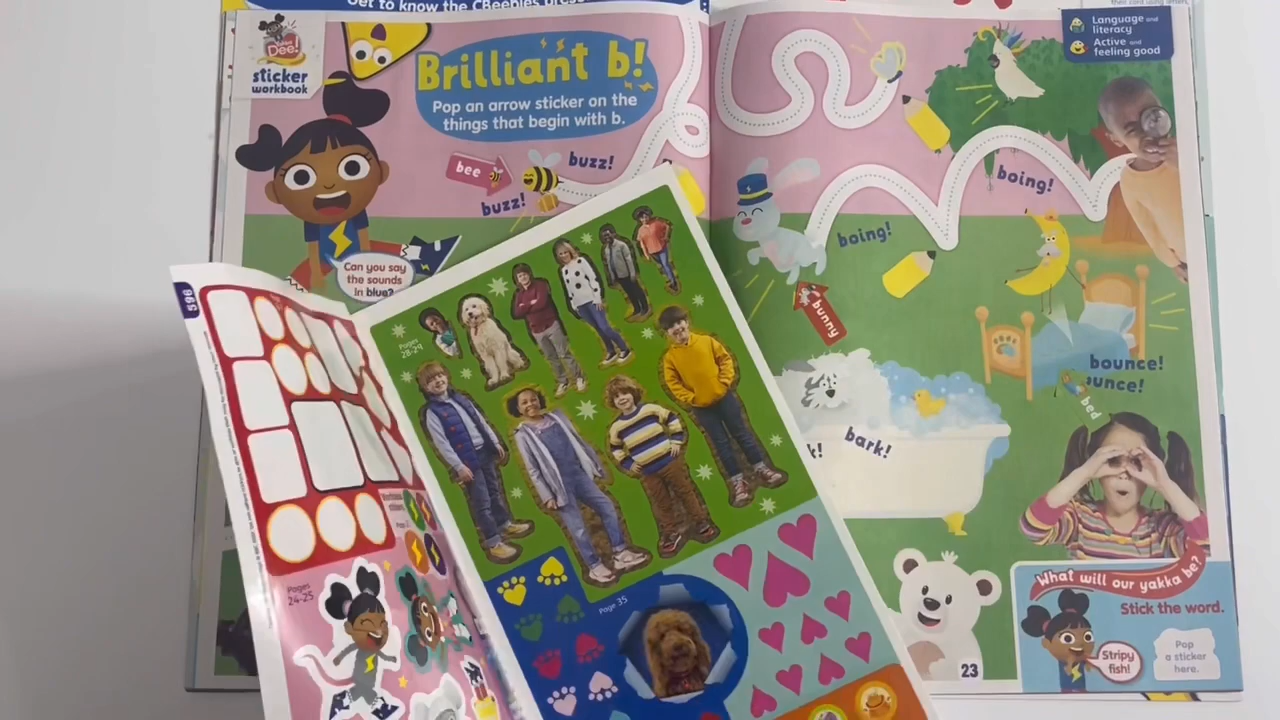 Get to know the CBeebies
Dee!
sticker
workbook
Brilliant b!
Pop an arrow sticker on the
things that begin with b.
bee
buzz!
buzz!
Can you say
the sounds
in blue?
Language and
literacy
Active and
feeling good
boing!
boing!
bunny
bounce!
unce!
bed
k!
bark!
What will our yakka be?
Stick the word.
Stripy
fish!
Pop
a sticker
here.
23
596
Pages
28-29
Pages
24-25
Page 35